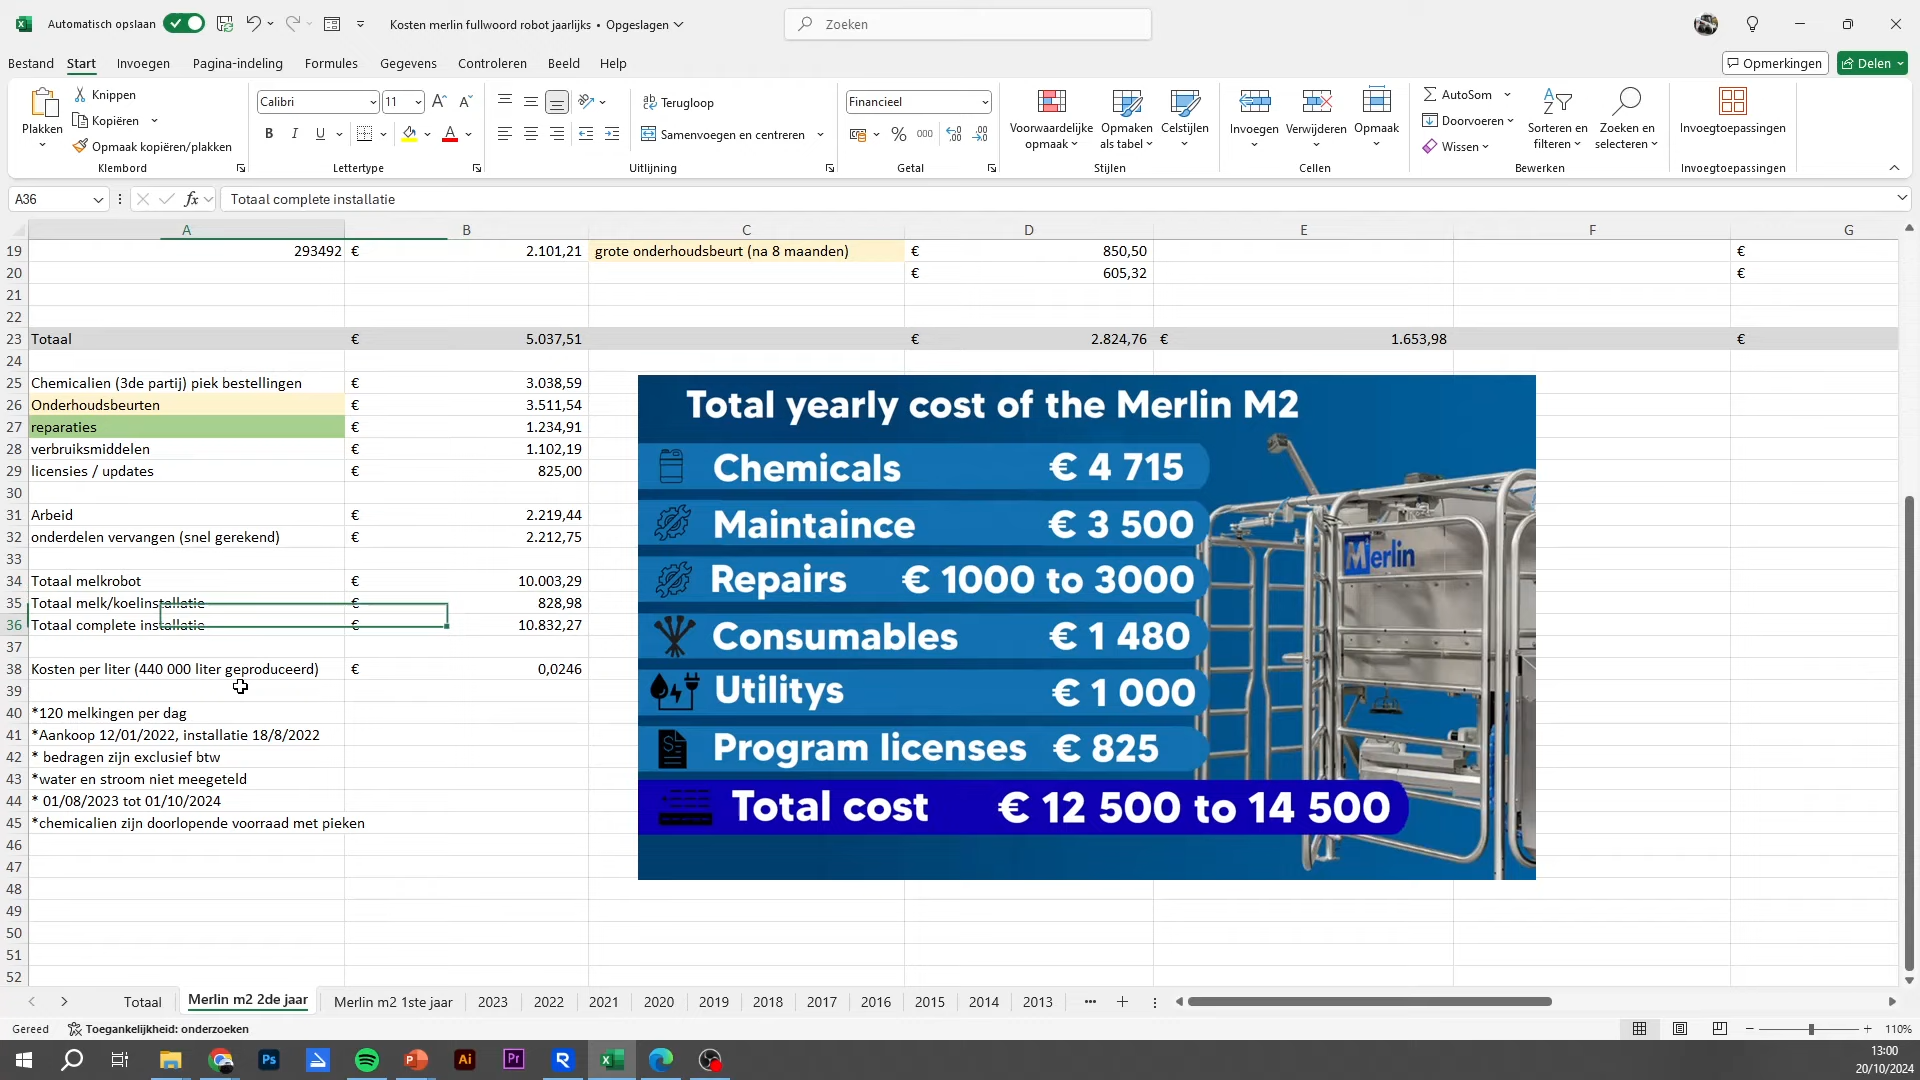 Automatisch opslaan
Kosten merlin fullwoord robot jaarlijks • Opgeslagen
Zoeken
Bestand Start Invoegen Pagina-indeling Formules Gegevens Controleren Beeld Help
Opmerkingen Delen
Plakken
Knippen
Kopiëren
Opmaak kopiëren/plakken
Klembord
Calibri 11
B I U
Lettertype
Terugloop
Samenvoegen en centreren
Uitlijning
Financieel
% 000
Getal
Voorwaardelijke opmaak
Opmaken als tabel
Celstijlen
Stijlen
Invoegen Verwijderen Opmaak
Cellen
AutoSom
Doorvoeren
Wissen
Sorteren en filteren
Zoeken en selecteren
Bewerken
Invoegtoepassingen
Invoegtoepassingen
A36 fx Totaal complete installatie
A B C D E F G
19 293492 € 2.101,21 grote onderhoudsbeurt (na 8 maanden) € 850,50 €
20 € 605,32 €
21
22
23 Totaal € 5.037,51 € 2.824,76 € 1.653,98 €
24
25 Chemicalien (3de partij) piek bestellingen € 3.038,59
26 Onderhoudsbeurten € 3.511,54
27 reparaties € 1.234,91
28 verbruiksmiddelen € 1.102,19
29 licensies / updates € 825,00
30
31 Arbeid € 2.219,44
32 onderdelen vervangen (snel gerekend) € 2.212,75
33
34 Totaal melkrobot € 10.003,29
35 Totaal melk/koelinstallatie € 828,98
36 Totaal complete installatie € 10.832,27
37
38 Kosten per liter (440 000 liter geproduceerd) € 0,0246
39
40 *120 melkingen per dag
41 *Aankoop 12/01/2022, installatie 18/8/2022
42 * bedragen zijn exclusief btw
43 *water en stroom niet meegeteld
44 * 01/08/2023 tot 01/10/2024
45 *chemicalien zijn doorlopende voorraad met pieken
46
47
48
49
50
51
52
Total yearly cost of the Merlin M2
Chemicals € 4 715
Maintaince € 3 500
Repairs € 1000 to 3000
Consumables € 1 480
Utilitys € 1 000
Program licenses € 825
Total cost € 12 500 to 14 500
Merlin
Totaal Merlin m2 2de jaar Merlin m2 1ste jaar 2023 2022 2021 2020 2019 2018 2017 2016 2015 2014 2013
Gereed Toegankelijkheid: onderzoeken 110%
Ps Ai Pr
13:00
20/10/2024